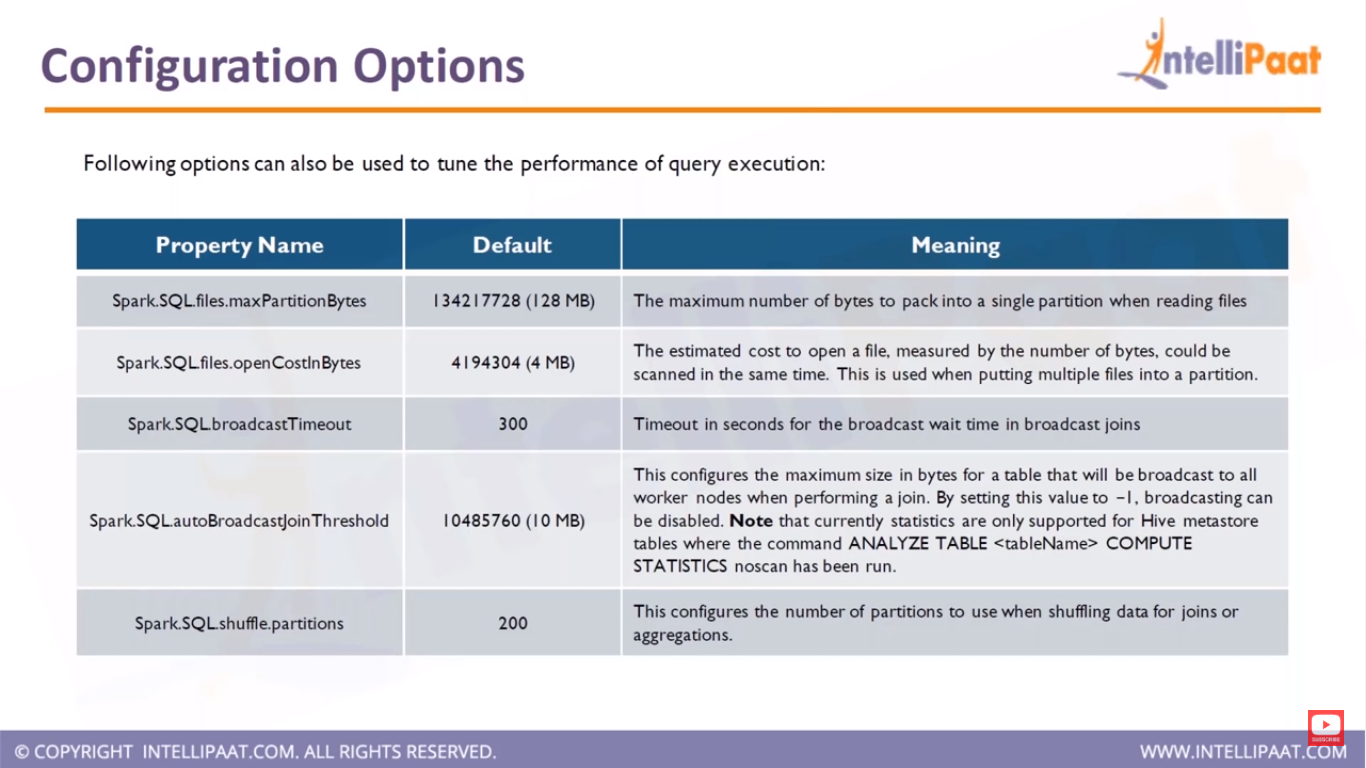 Configuration Options
IntelliPaat
Following options can also be used to tune the performance of query execution:
Property Name
Default
Meaning
Spark.SQL.files.maxPartitionBytes
134217728 (128 MB)
The maximum number of bytes to pack into a single partition when reading files
Spark.SQL.files.openCostInBytes
4194304 (4 MB)
The estimated cost to open a file, measured by the number of bytes, could be
scanned in the same time. This is used when putting multiple files into a partition.
Spark.SQL.broadcastTimeout
300
Timeout in seconds for the broadcast wait time in broadcast joins
Spark.SQL.autoBroadcastJoinThreshold
10485760 (10 MB)
This configures the maximum size in bytes for a table that will be broadcast to all
worker nodes when performing a join. By setting this value to –1, broadcasting can
be disabled. Note that currently statistics are only supported for Hive metastore
tables where the command ANALYZE TABLE <tableName> COMPUTE
STATISTICS noscan has been run.
Spark.SQL.shuffle.partitions
200
This configures the number of partitions to use when shuffling data for joins or
aggregations.
SUBSCRIBE
© COPYRIGHT INTELLIPAAT.COM. ALL RIGHTS RESERVED.
WWW.INTELLIPAAT.COM